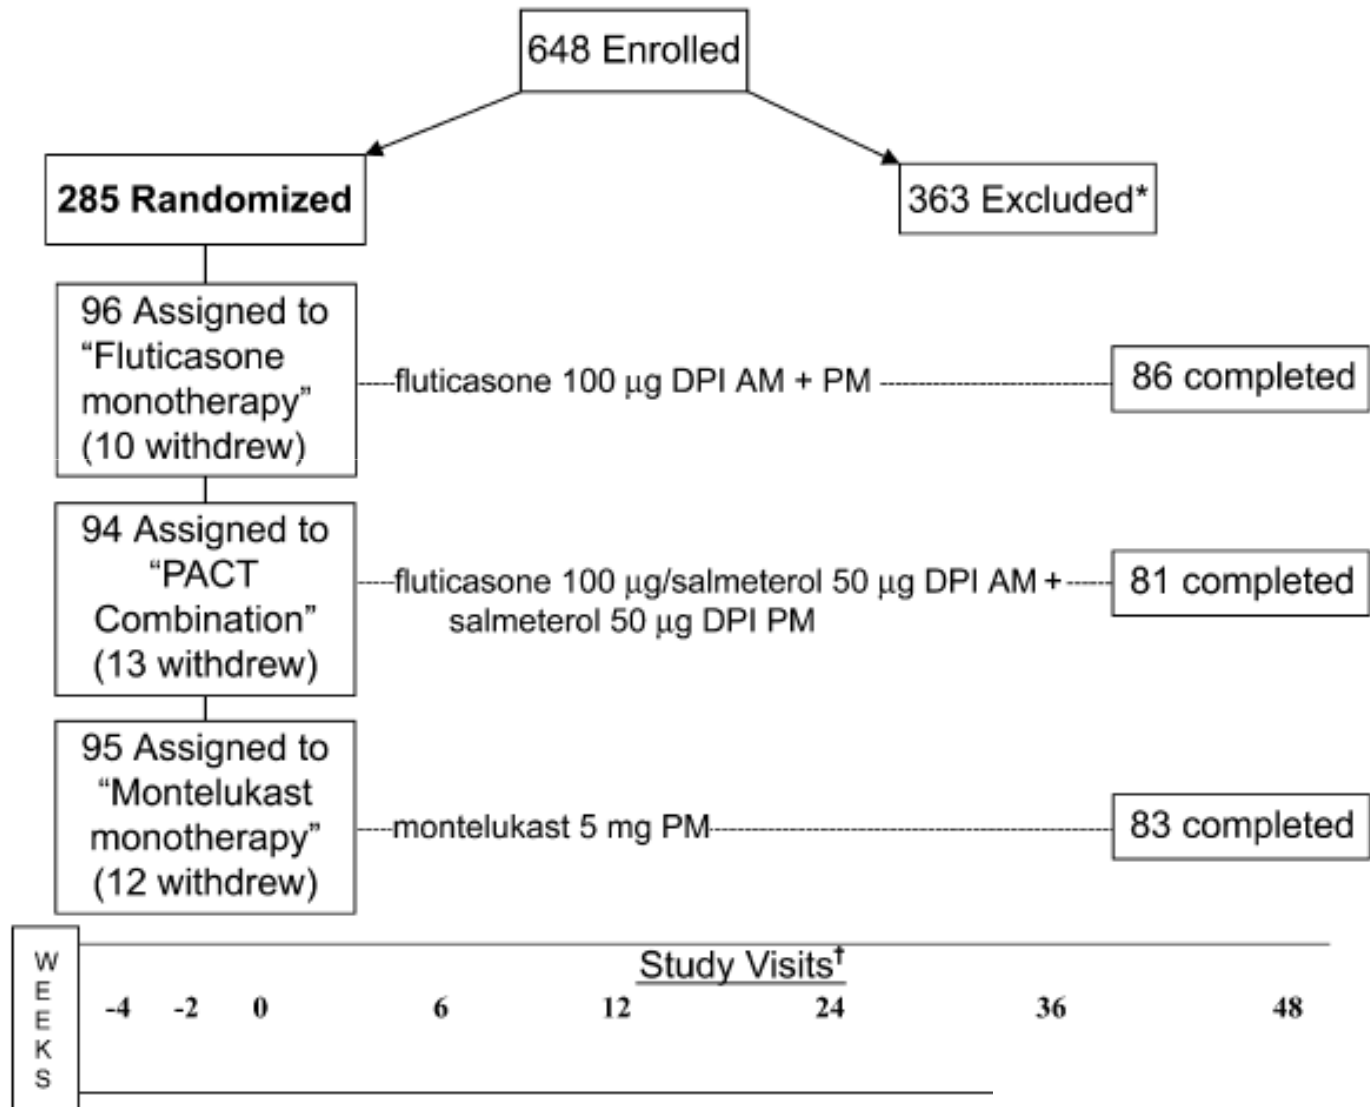 648 Enrolled
285 Randomized
363 Excluded*
96 Assigned to
“Fluticasone
monotherapy”
(10 withdrew)
fluticasone 100 μg DPI AM + PM
86 completed
94 Assigned to
“PACT
Combination”
(13 withdrew)
fluticasone 100 μg/salmeterol 50 μg DPI AM +
salmeterol 50 μg DPI PM
81 completed
95 Assigned to
“Montelukast
monotherapy”
(12 withdrew)
montelukast 5 mg PM
83 completed
WEEKS
Study Visits†
-4 -2 0 6 12 24 36 48